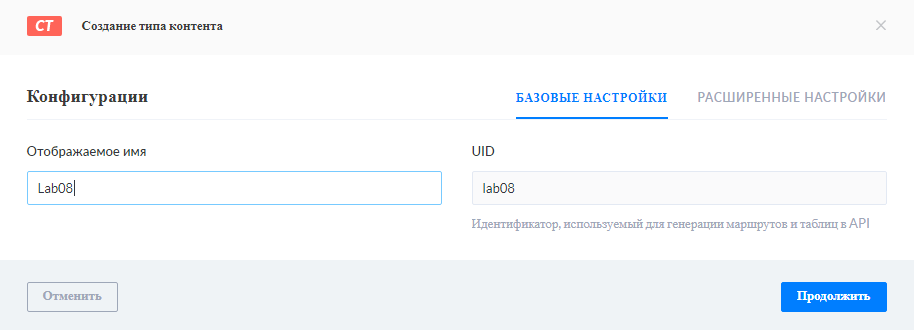 CT Создание типа контента ×
Конфигурации БАЗОВЫЕ НАСТРОЙКИ РАСШИРЕННЫЕ НАСТРОЙКИ
Отображаемое имя UID
Lab08 lab08
Идентификатор, используемый для генерации маршрутов и таблиц в API
Отменить Продолжить